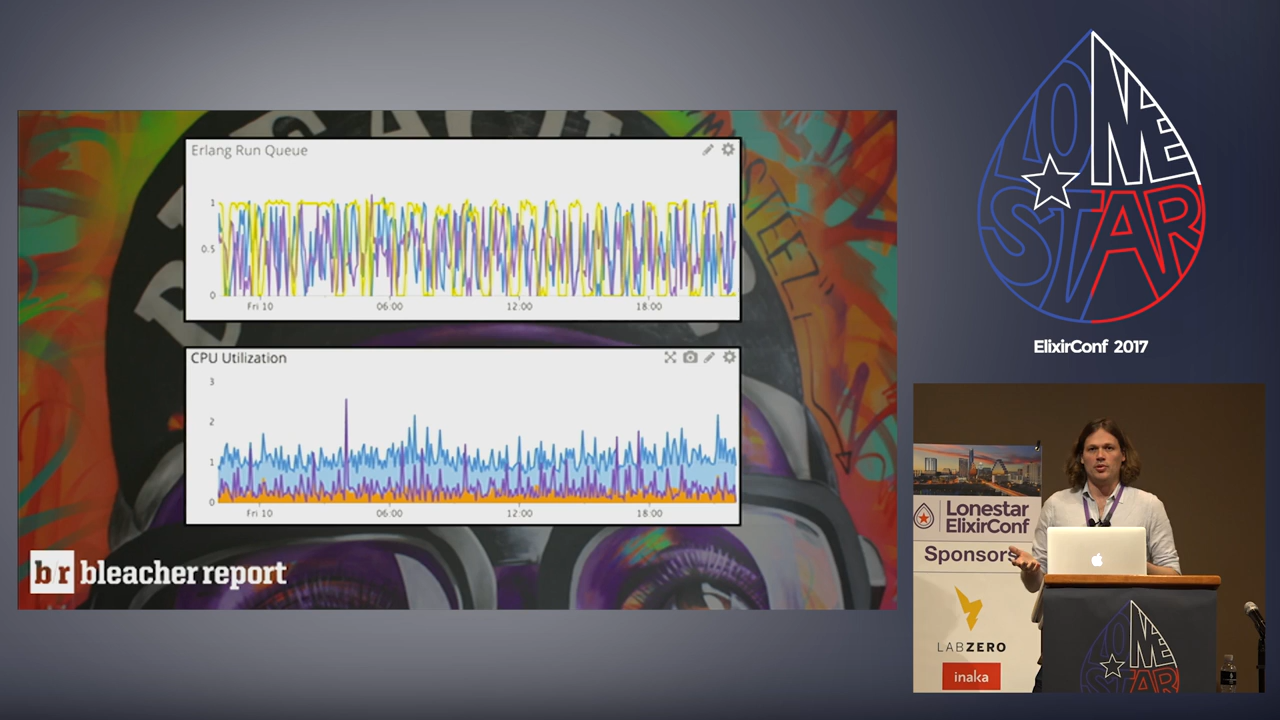 Erlang Run Queue
1
0.5
0
Fri 10 06:00 12:00 18:00
CPU Utilization
3
2
1
0
Fri 10 06:00 12:00 18:00
br bleacher report
LONE
STAR
ElixirConf 2017
Lonestar
ElixirConf
Sponsors
LABZERO
inaka
LONE
STAR